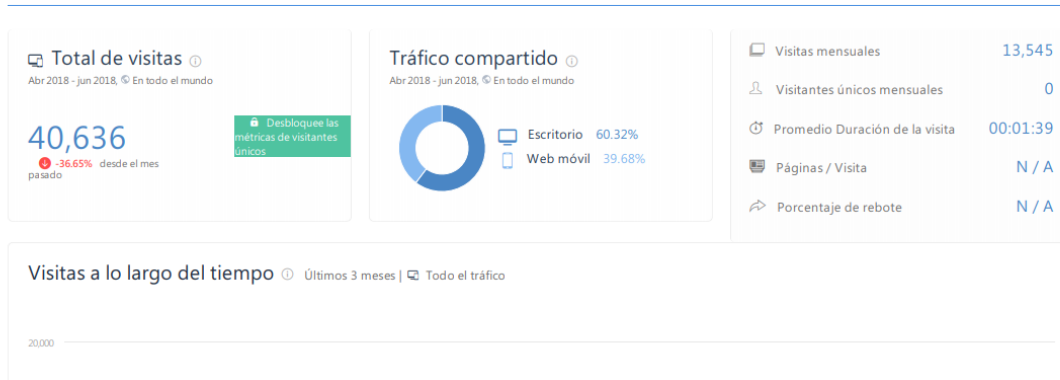 Total de visitas
Abr 2018 - jun 2018, En todo el mundo
40,636
-36.65% desde el mes
pasado
Desbloquee las
métricas de visitantes
únicos
Tráfico compartido
Abr 2018 - jun 2018, En todo el mundo
Escritorio 60.32%
Web móvil 39.68%
Visitas mensuales 13,545
Visitantes únicos mensuales 0
Promedio Duración de la visita 00:01:39
Páginas / Visita N / A
Porcentaje de rebote N / A
Visitas a lo largo del tiempo Últimos 3 meses | Todo el tráfico
20,000